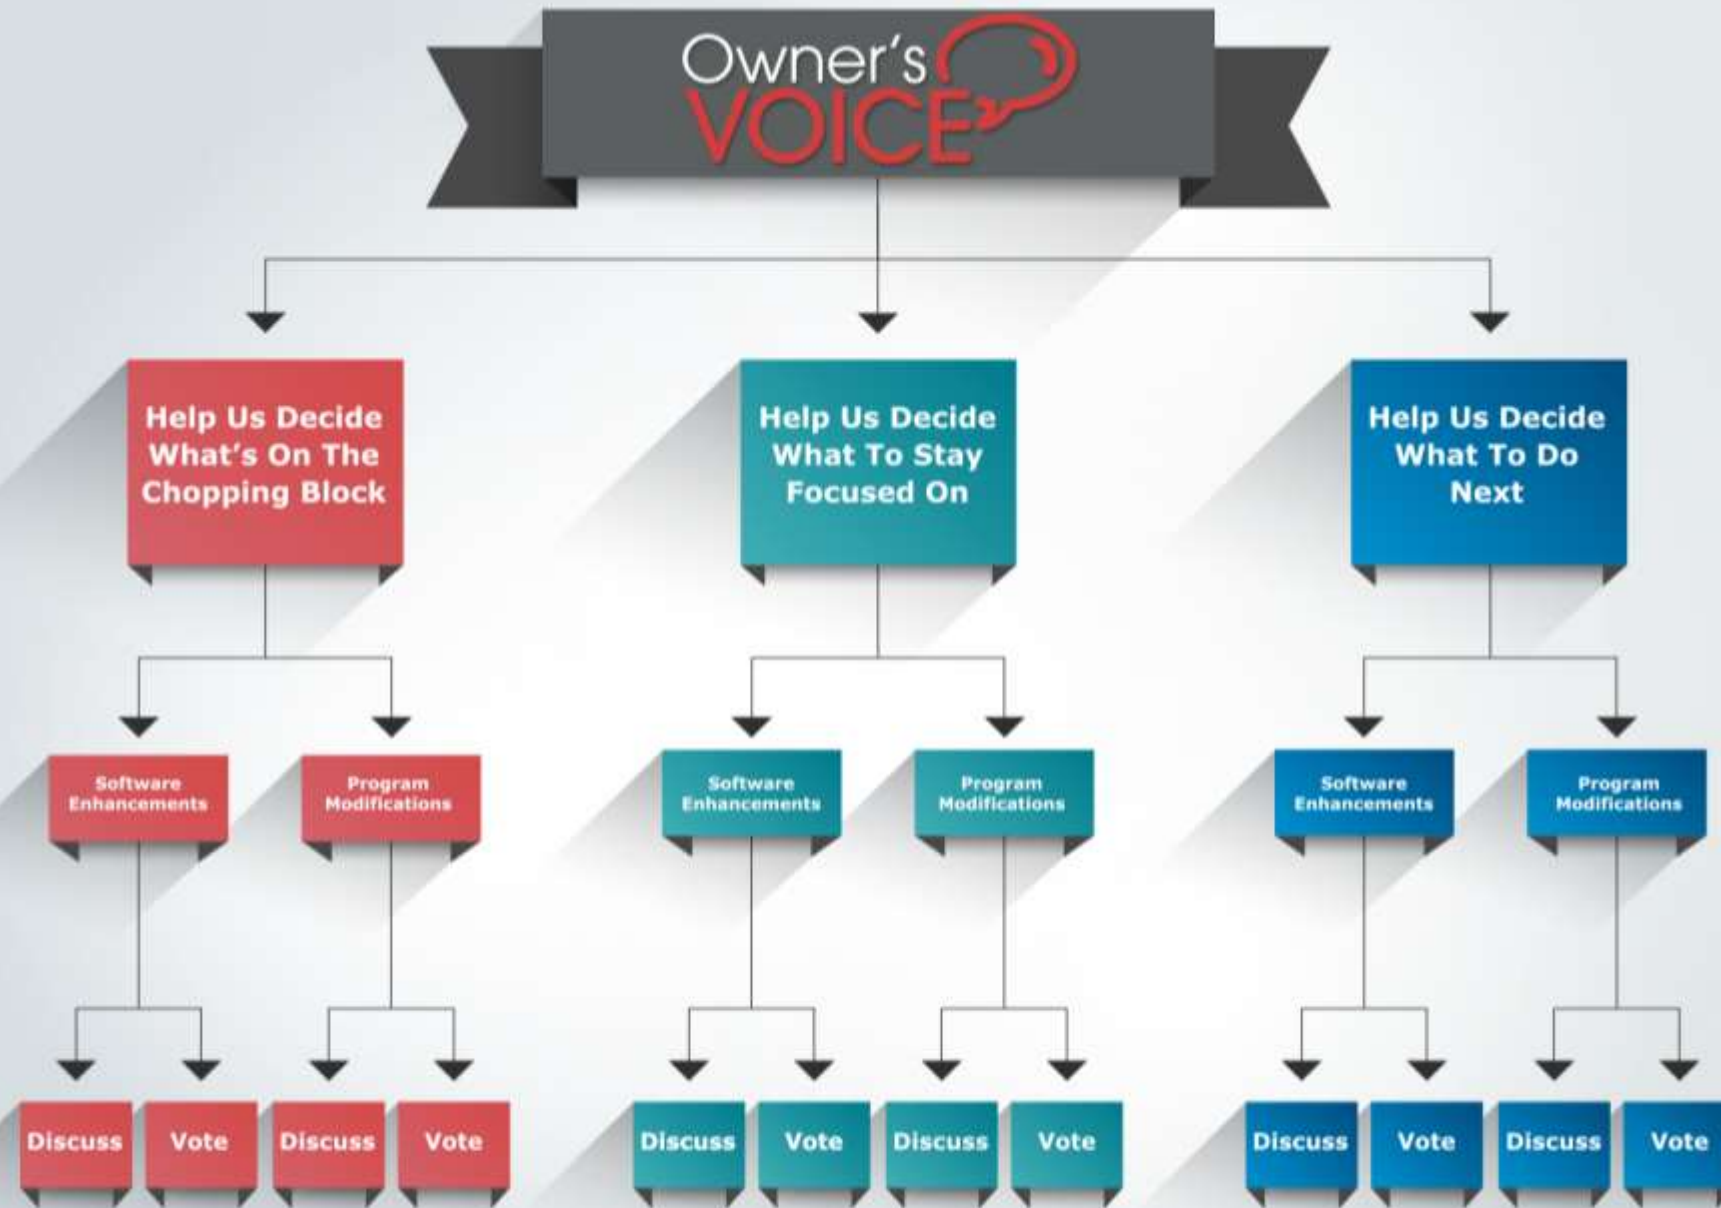 Owner's
VOICE
Help Us Decide
What's On The
Chopping Block
Help Us Decide
What To Stay
Focused On
Help Us Decide
What To Do
Next
Software
Enhancements
Program
Modifications
Software
Enhancements
Program
Modifications
Software
Enhancements
Program
Modifications
Discuss
Vote
Discuss
Vote
Discuss
Vote
Discuss
Vote
Discuss
Vote
Discuss
Vote